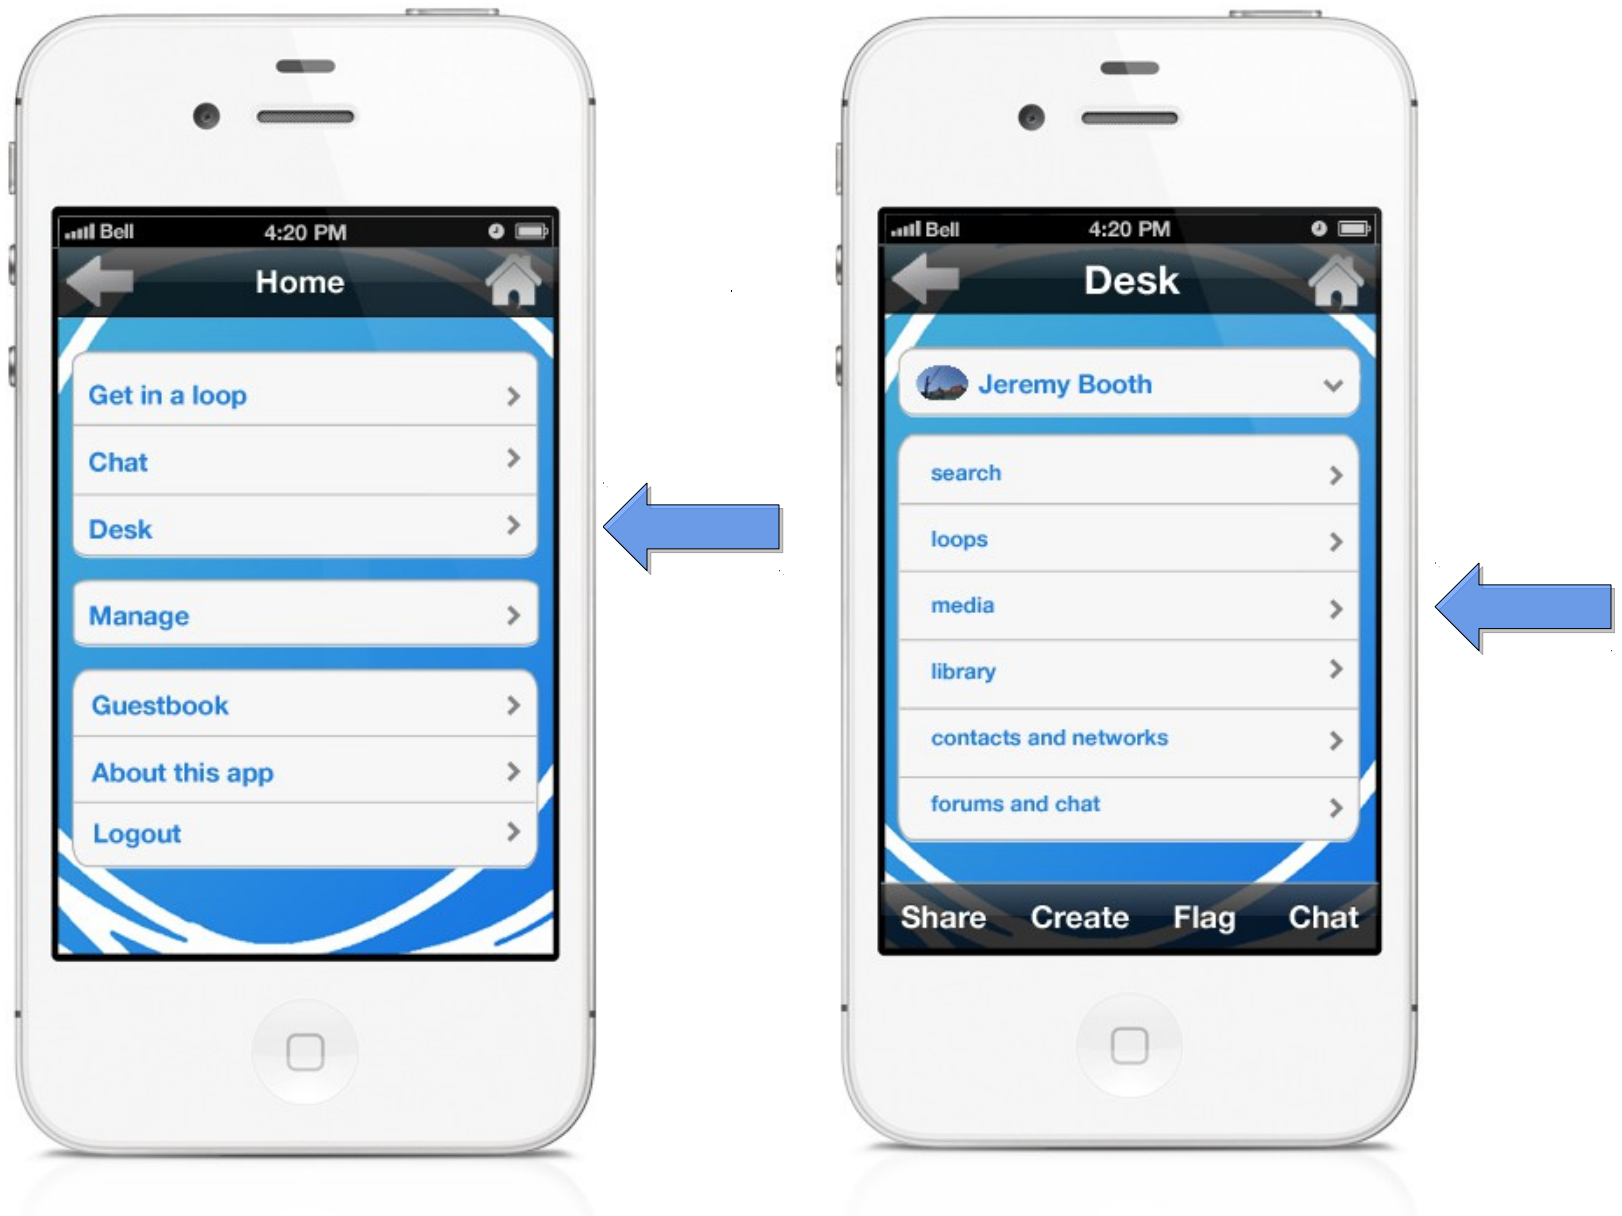 Bell 4:20 PM
Home
Get in a loop
Chat
Desk
Manage
Guestbook
About this app
Logout
Bell 4:20 PM
Desk
Jeremy Booth
search
loops
media
library
contacts and networks
forums and chat
Share Create Flag Chat